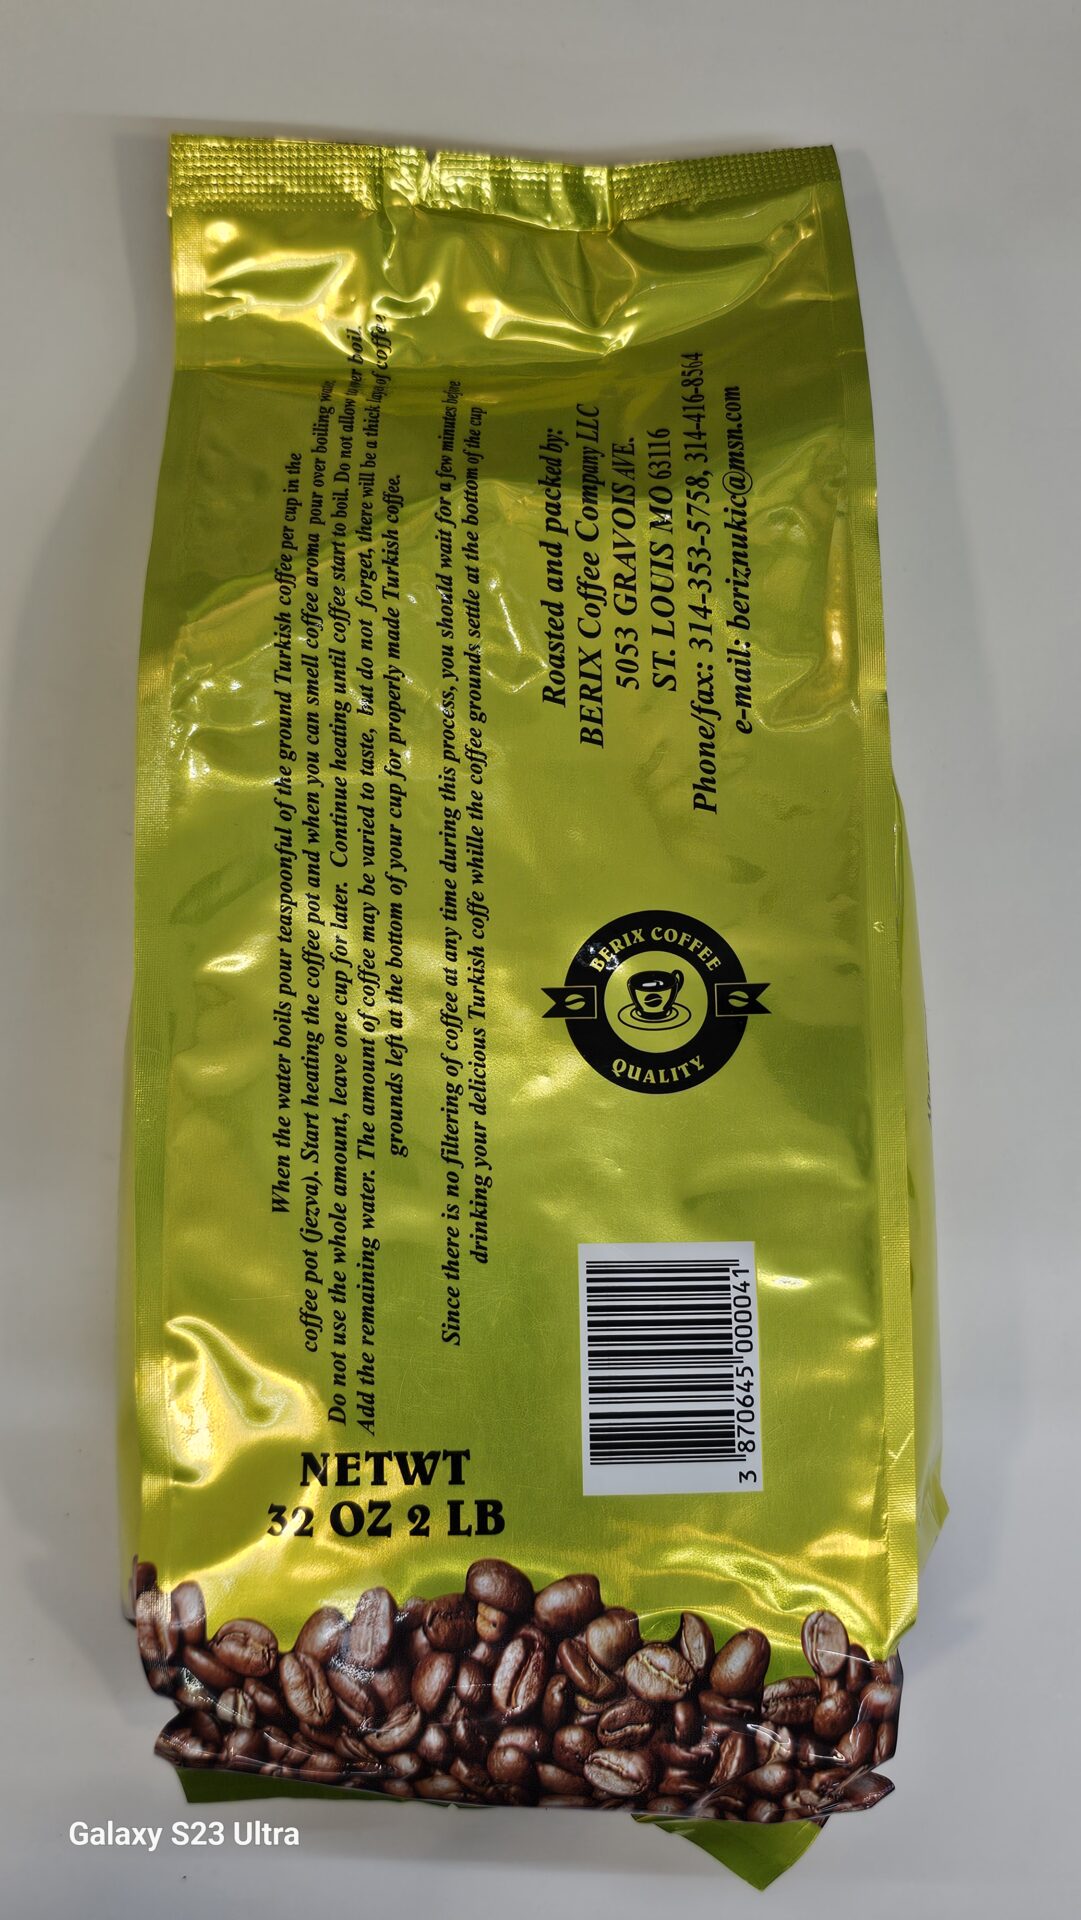 When the water boils pour teaspoonful of the ground Turkish coffee per cup in the
coffee pot (jezva). Start heating the coffee pot and when you can smell coffee aroma pour over boiling water.
Do not use the whole amount, leave one cup for later. Continue heating until coffee start to boil. Do not allow over boil.
Add the remaining water. The amount of coffee may be varied to taste, but do not forget, there will be a thick layer of coffee
grounds left at the bottom of your cup for properly made Turkish coffee.
Since there is no filtering of coffee at any time during this process, you should wait for a few minutes before
drinking your delicious Turkish coffe whille the coffee grounds settle at the bottom of the cup
Roasted and packed by:
BERIX Coffee Company LLC
5053 GRAVOIS AVE.
ST. LOUIS MO 63116
Phone/fax: 314-353-5758, 314-416-8564
e-mail: beriznukic@msn.com
BERIX COFFEE
QUALITY
3 870645 000041
NETWT
32 OZ 2 LB
Galaxy S23 Ultra